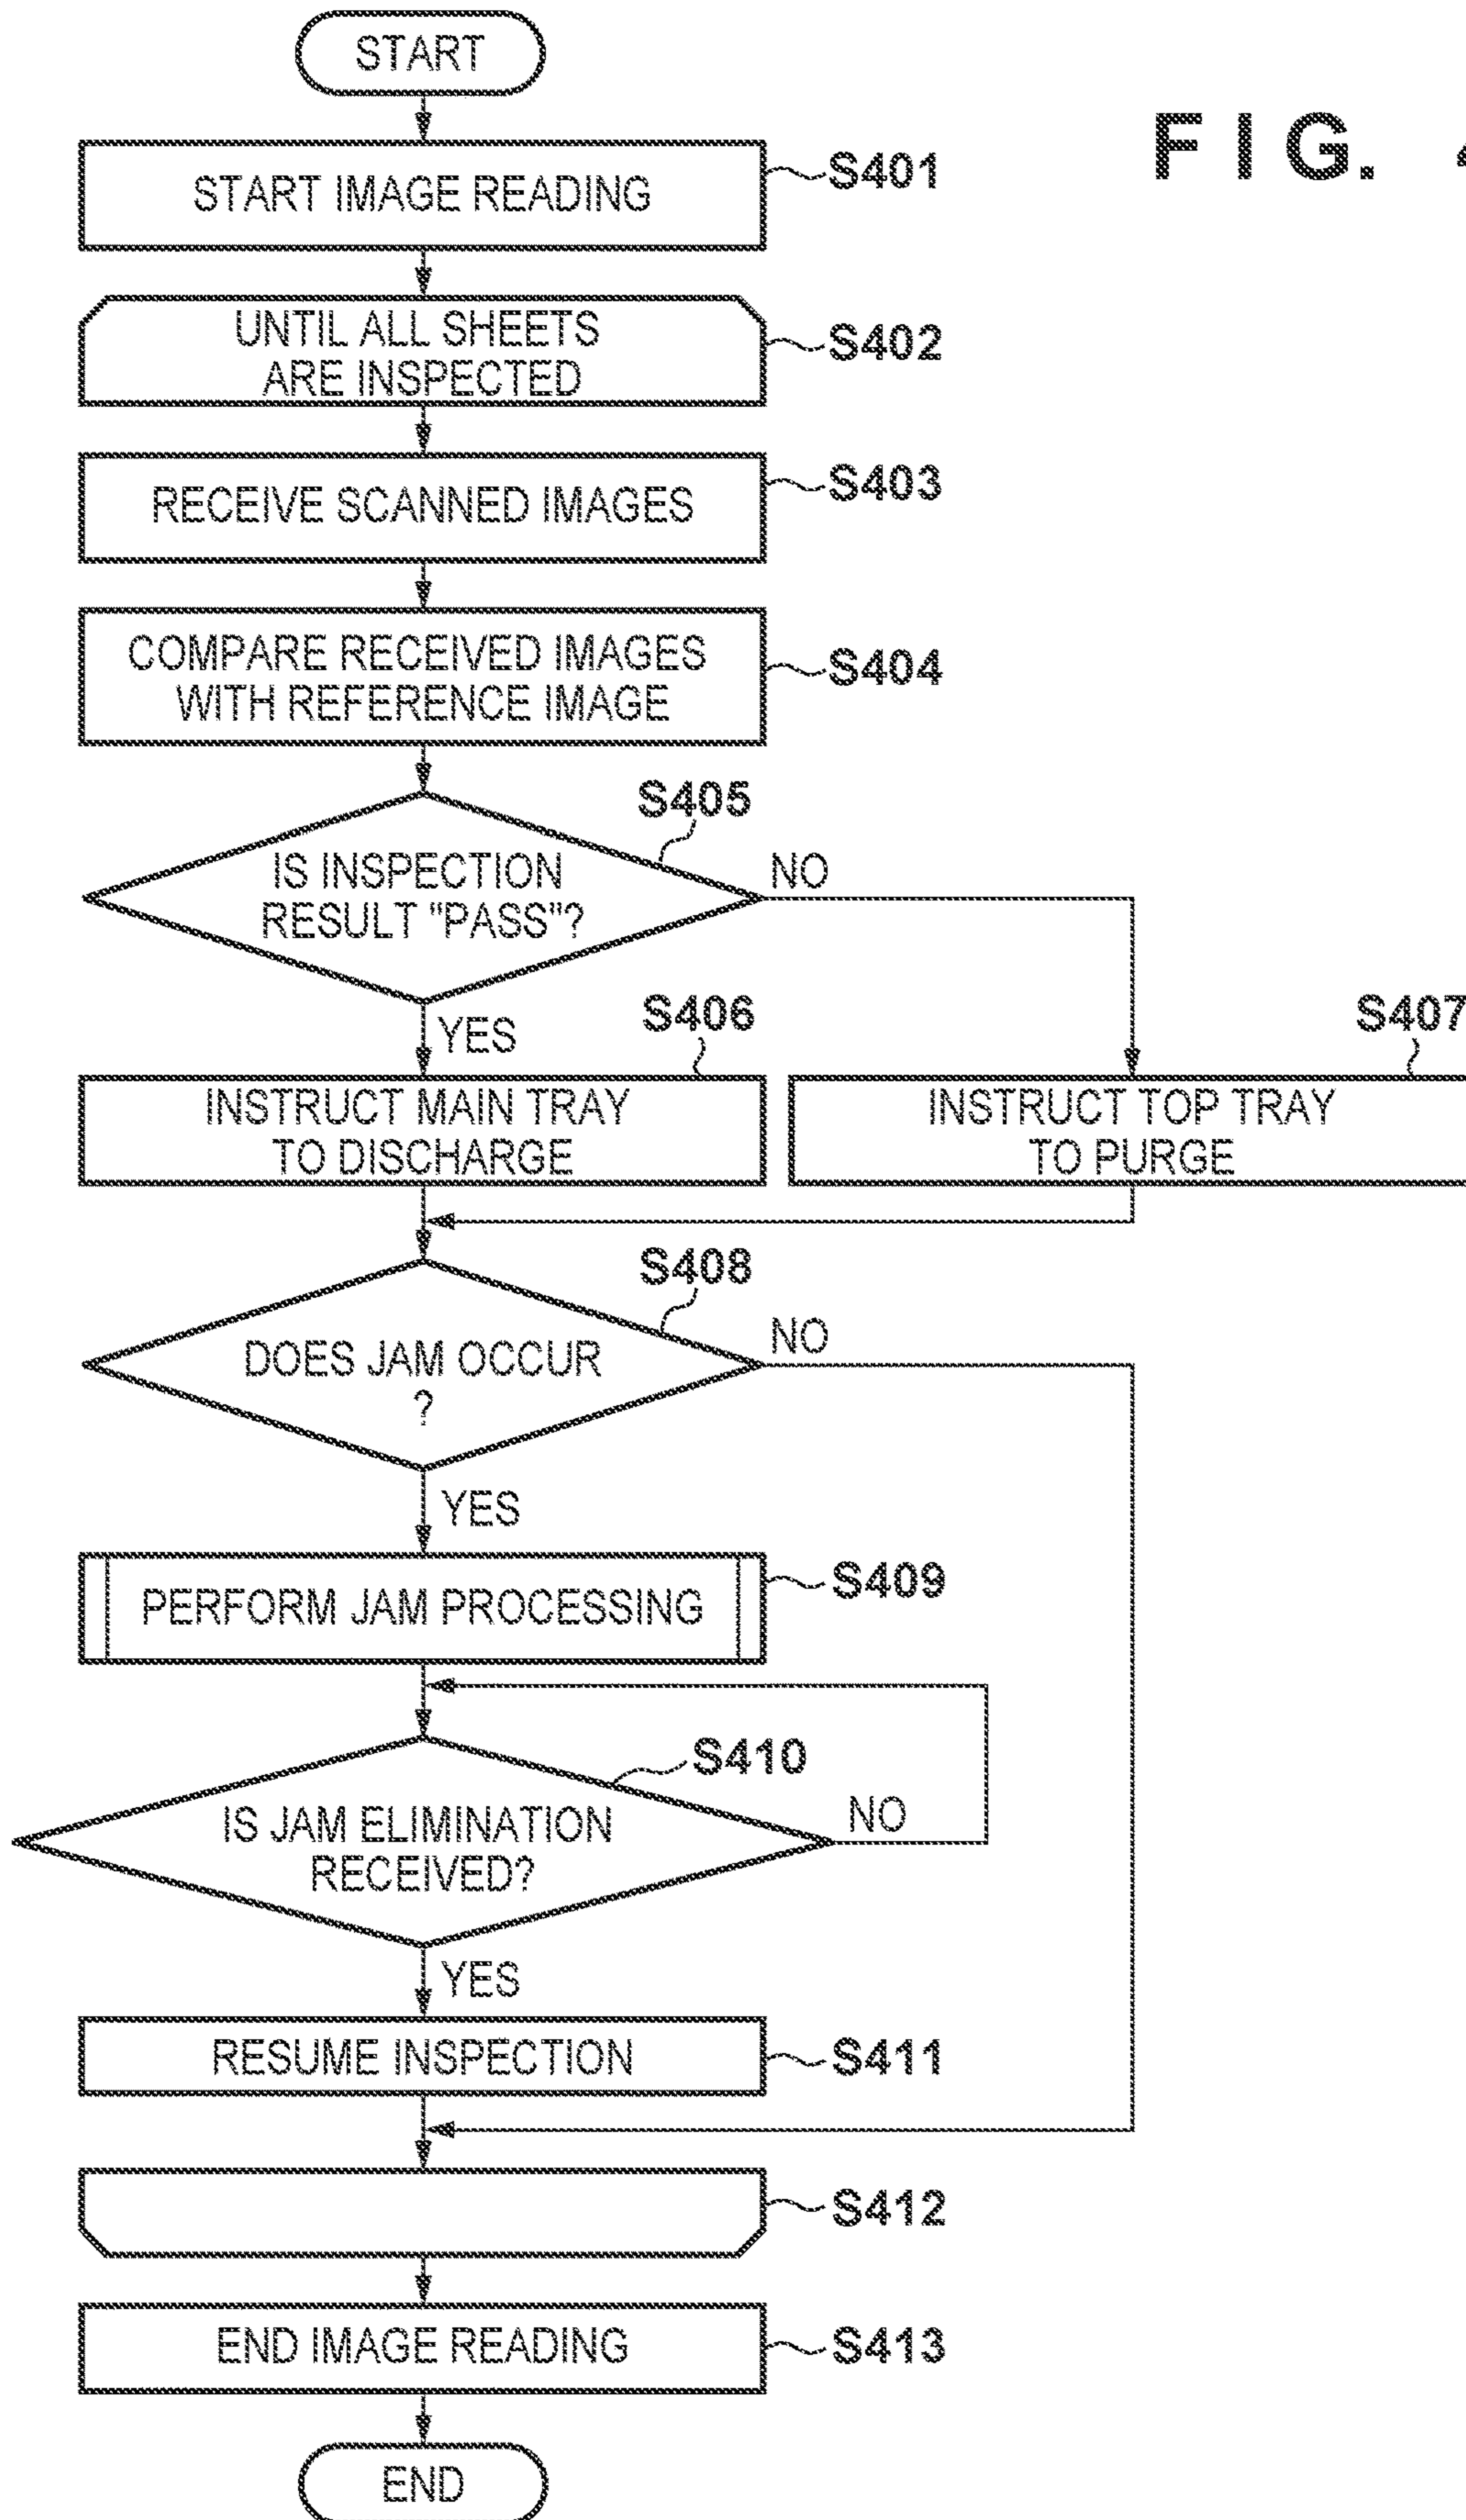 START
F I G. 4
START IMAGE READING
S401
UNTIL ALL SHEETS
ARE INSPECTED
S402
RECEIVE SCANNED IMAGES
S403
COMPARE RECEIVED IMAGES
WITH REFERENCE IMAGE
S404
S405
IS INSPECTION
RESULT "PASS"?
NO
YES
S406
S407
INSTRUCT MAIN TRAY
TO DISCHARGE
INSTRUCT TOP TRAY
TO PURGE
S408
DOES JAM OCCUR
?
NO
YES
PERFORM JAM PROCESSING
S409
S410
IS JAM ELIMINATION
RECEIVED?
NO
YES
RESUME INSPECTION
S411
S412
END IMAGE READING
S413
END